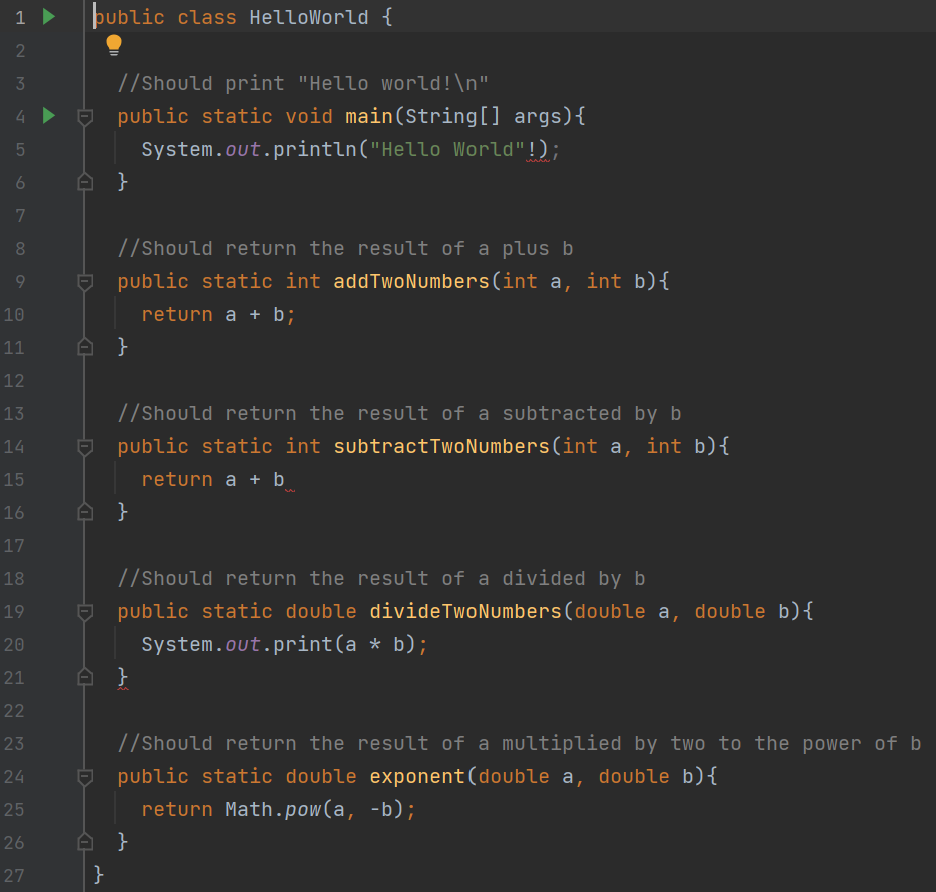 1 public class HelloWorld {
2
3 //Should print "Hello world!\n"
4 public static void main(String[] args){
5 System.out.println("Hello World"!);
6 }
7
8 //Should return the result of a plus b
9 public static int addTwoNumbers(int a, int b){
10 return a + b;
11 }
12
13 //Should return the result of a subtracted by b
14 public static int subtractTwoNumbers(int a, int b){
15 return a + b
16 }
17
18 //Should return the result of a divided by b
19 public static double divideTwoNumbers(double a, double b){
20 System.out.print(a * b);
21 }
22
23 //Should return the result of a multiplied by two to the power of b
24 public static double exponent(double a, double b){
25 return Math.pow(a, -b);
26 }
27 }